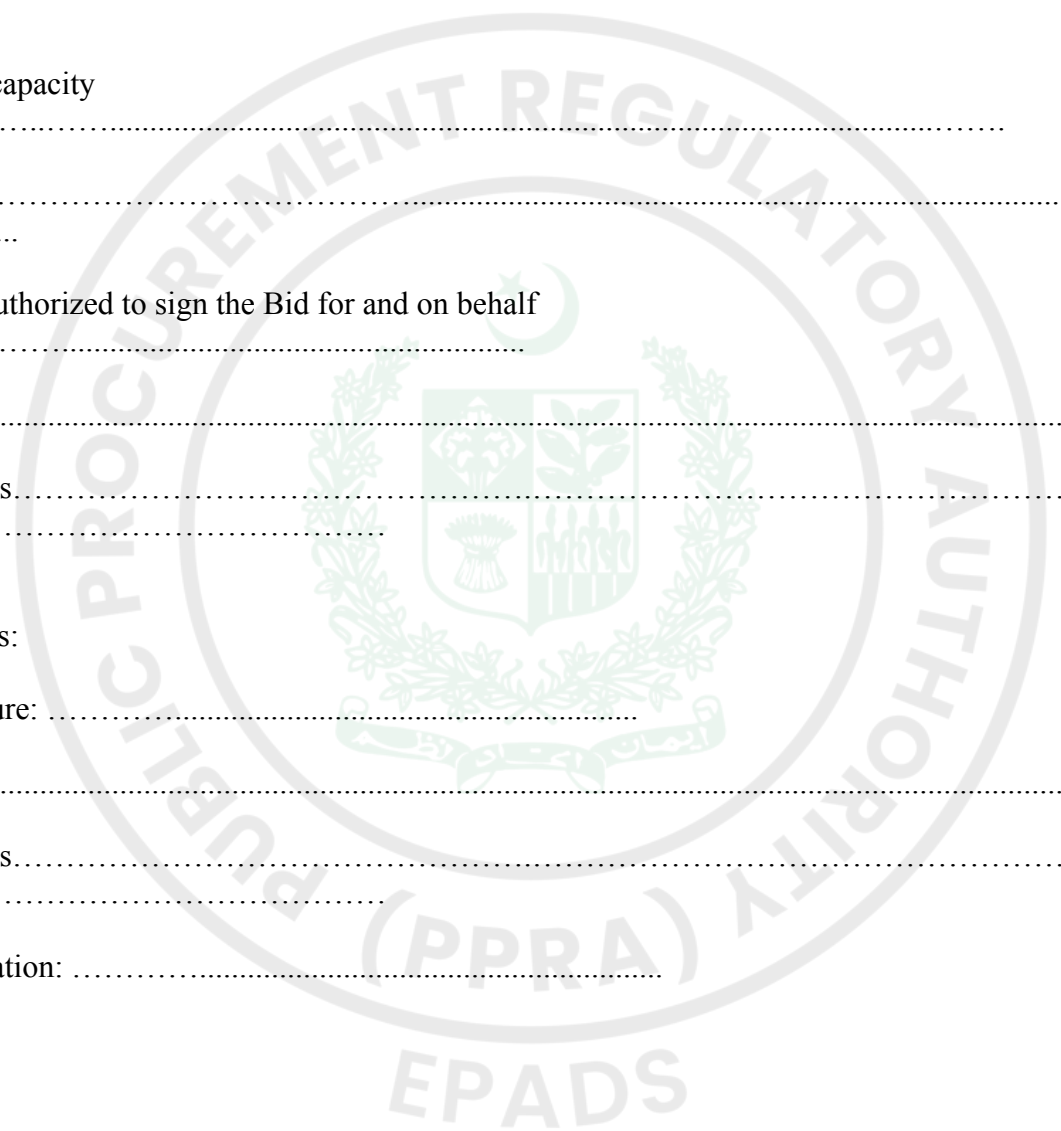 capacity
………...............................................................................................…….
………………………………………...............................................................................
...
uthorized to sign the Bid for and on behalf
……......................................................
..........................................................................................................................
s………………………………………………………………………………………………………
……………………………………….
s:
ure: …………......................................................
..........................................................................................................................
s………………………………………………………………………………………………………
……………………………………….
ation: …………......................................................
PUBLIC PROCUREMENT REGULATORY AUTHORITY
(PPRA)
EPADS